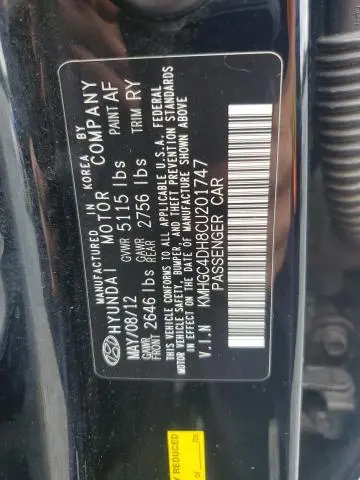 MANUFACTURED IN KOREA BY
HYUNDAI MOTOR COMPANY
MAY/08/12 GVWR 5115 lbs PAINT AF
GAWR FRONT 2646 lbs GAWR REAR 2756 lbs TRIM RY
THIS VEHICLE CONFORMS TO ALL APPLICABLE U.S.A. FEDERAL
MOTOR VEHICLE SAFETY, BUMPER, AND THEFT PREVENTION STANDARDS
IN EFFECT ON THE DATE OF MANUFACTURE SHOWN ABOVE
V.I.N KMHGC4DH8CU201747
PASSENGER CAR
Y REDUCED
or lbs